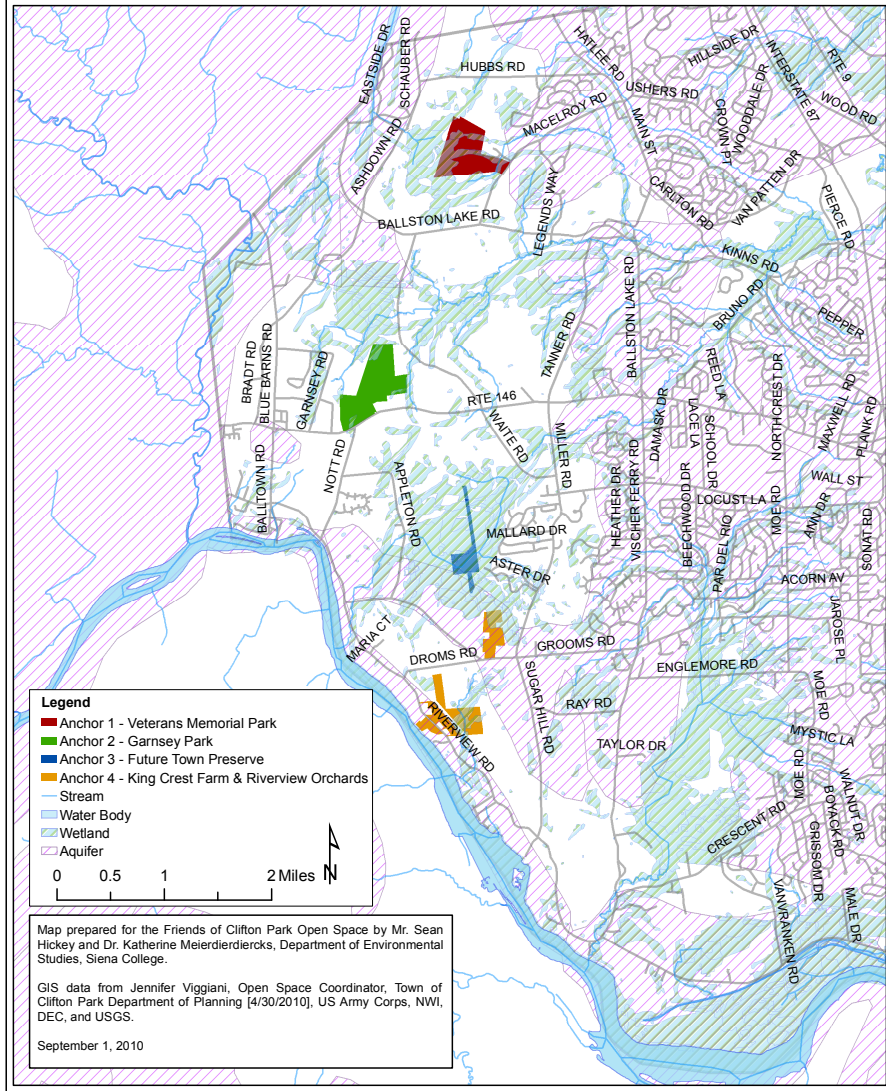 EASTSIDE DR
SCHAUBER RD
HUBBS RD
HATLEE RD
HILLSIDE DR
INTERSTATE 87
RTE 9
USHERS RD
WOOD RD
MACELROY RD
MAIN ST
CROWN PT
WOODDALE DR
ASHDOWN RD
LEGENDS WAY
CARLTON RD
VAN PATTEN DR
PIERCE RD
BALLSTON LAKE RD
KINNS RD
BALLSTON LAKE RD
BRUNO RD
PEPPER
BRADT RD
BLUE BARNS RD
GARNSEY RD
TANNER RD
REED LA
NORTHCREST DR
MAXWELL RD
PLANK RD
RTE 146
WAITE RD
DAMASK DR
LACE LA
SCHOOL DR
NOTT RD
BALLTOWN RD
APPLETON RD
MILLER RD
HEATHER DR
VISCHER FERRY RD
BEECHWOOD DR
LOCUST LA
WALL ST
MOE RD
ANN DR
SONAT RD
MALLARD DR
ASTER DR
PAR DEL RIO
ACORN AV
JAROSE PL
MARIA CT
DROMS RD
GROOMS RD
ENGLEMORE RD
SUGAR HILL RD
RAY RD
MOE RD
RIVERVIEW RD
TAYLOR DR
MYSTIC LA
MOE RD
WALNUT DR
BOYACK RD
GRISSOM DR
CRESCENT RD
VANVRANKEN RD
MALE DR
Legend
Anchor 1 - Veterans Memorial Park
Anchor 2 - Garnsey Park
Anchor 3 - Future Town Preserve
Anchor 4 - King Crest Farm & Riverview Orchards
Stream
Water Body
Wetland
Aquifer
0 0.5 1 2 Miles
N
Map prepared for the Friends of Clifton Park Open Space by Mr. Sean
Hickey and Dr. Katherine Meierdierdiercks, Department of Environmental
Studies, Siena College.
GIS data from Jennifer Viggiani, Open Space Coordinator, Town of
Clifton Park Department of Planning [4/30/2010], US Army Corps, NWI,
DEC, and USGS.
September 1, 2010